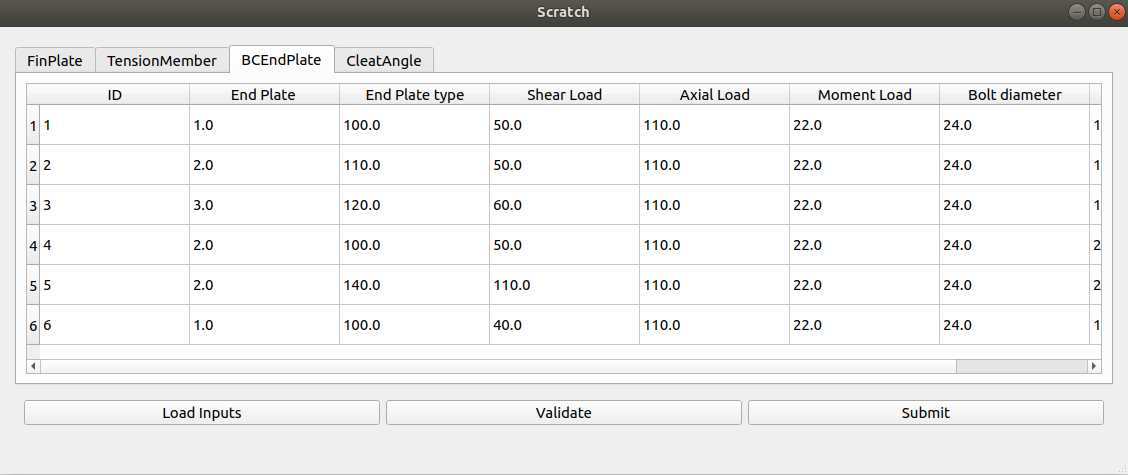 Scratch
FinPlate TensionMember BCEndPlate CleatAngle
ID End Plate End Plate type Shear Load Axial Load Moment Load Bolt diameter
1 1 1.0 100.0 50.0 110.0 22.0 24.0 1
2 2 2.0 110.0 50.0 110.0 22.0 24.0 1
3 3 3.0 120.0 60.0 110.0 22.0 24.0 1
4 4 2.0 100.0 50.0 110.0 22.0 24.0 2
5 5 2.0 140.0 110.0 110.0 22.0 24.0 2
6 6 1.0 100.0 40.0 110.0 22.0 24.0 1
Load Inputs Validate Submit